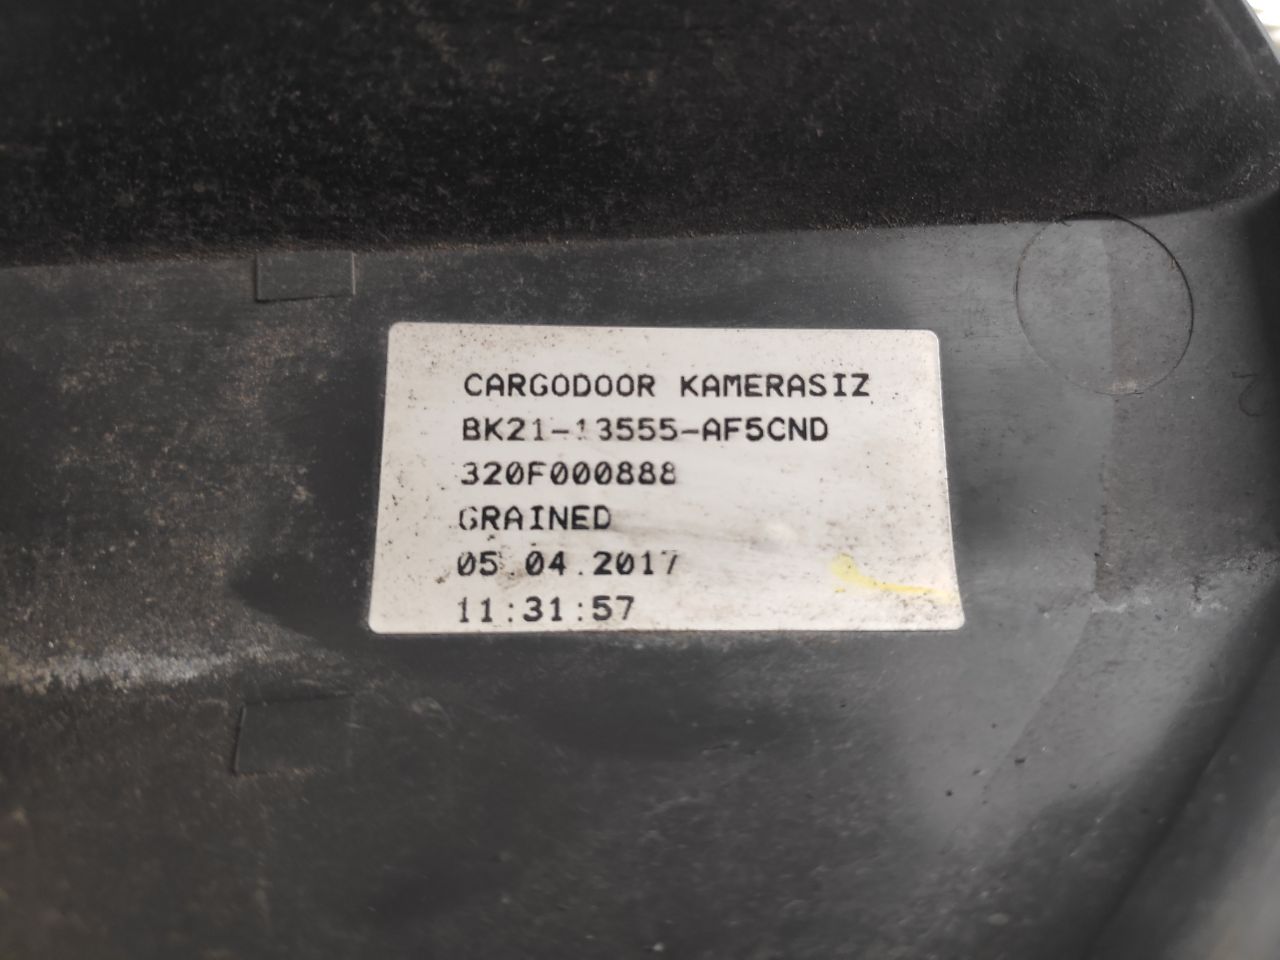 CARGODOOR KAMERASIZ
BK21-13555-AF5CND
320F000888
GRAINED
05.04.2017
11:31:57